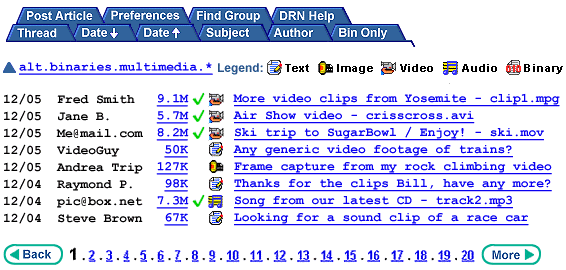 Post Article Preferences Find Group DRN Help
Thread Date Date Subject Author Bin Only
alt.binaries.multimedia.* Legend: Text Image Video Audio Binary
12/05 Fred Smith 9.1M More video clips from Yosemite - clip1.mpg
12/05 Jane B. 5.7M Air Show video - crisscross.avi
12/05 Me@mail.com 8.2M Ski trip to SugarBowl / Enjoy! - ski.mov
12/05 VideoGuy 50K Any generic video footage of trains?
12/05 Andrea Trip 127K Frame capture from my rock climbing video
12/04 Raymond P. 98K Thanks for the clips Bill, have any more?
12/04 pic@box.net 7.3M Song from our latest CD - track2.mp3
12/04 Steve Brown 67K Looking for a sound clip of a race car
Back 1 . 2 . 3 . 4 . 5 . 6 . 7 . 8 . 9 . 10 . 11 . 12 . 13 . 14 . 15 . 16 . 17 . 18 . 19 . 20 More